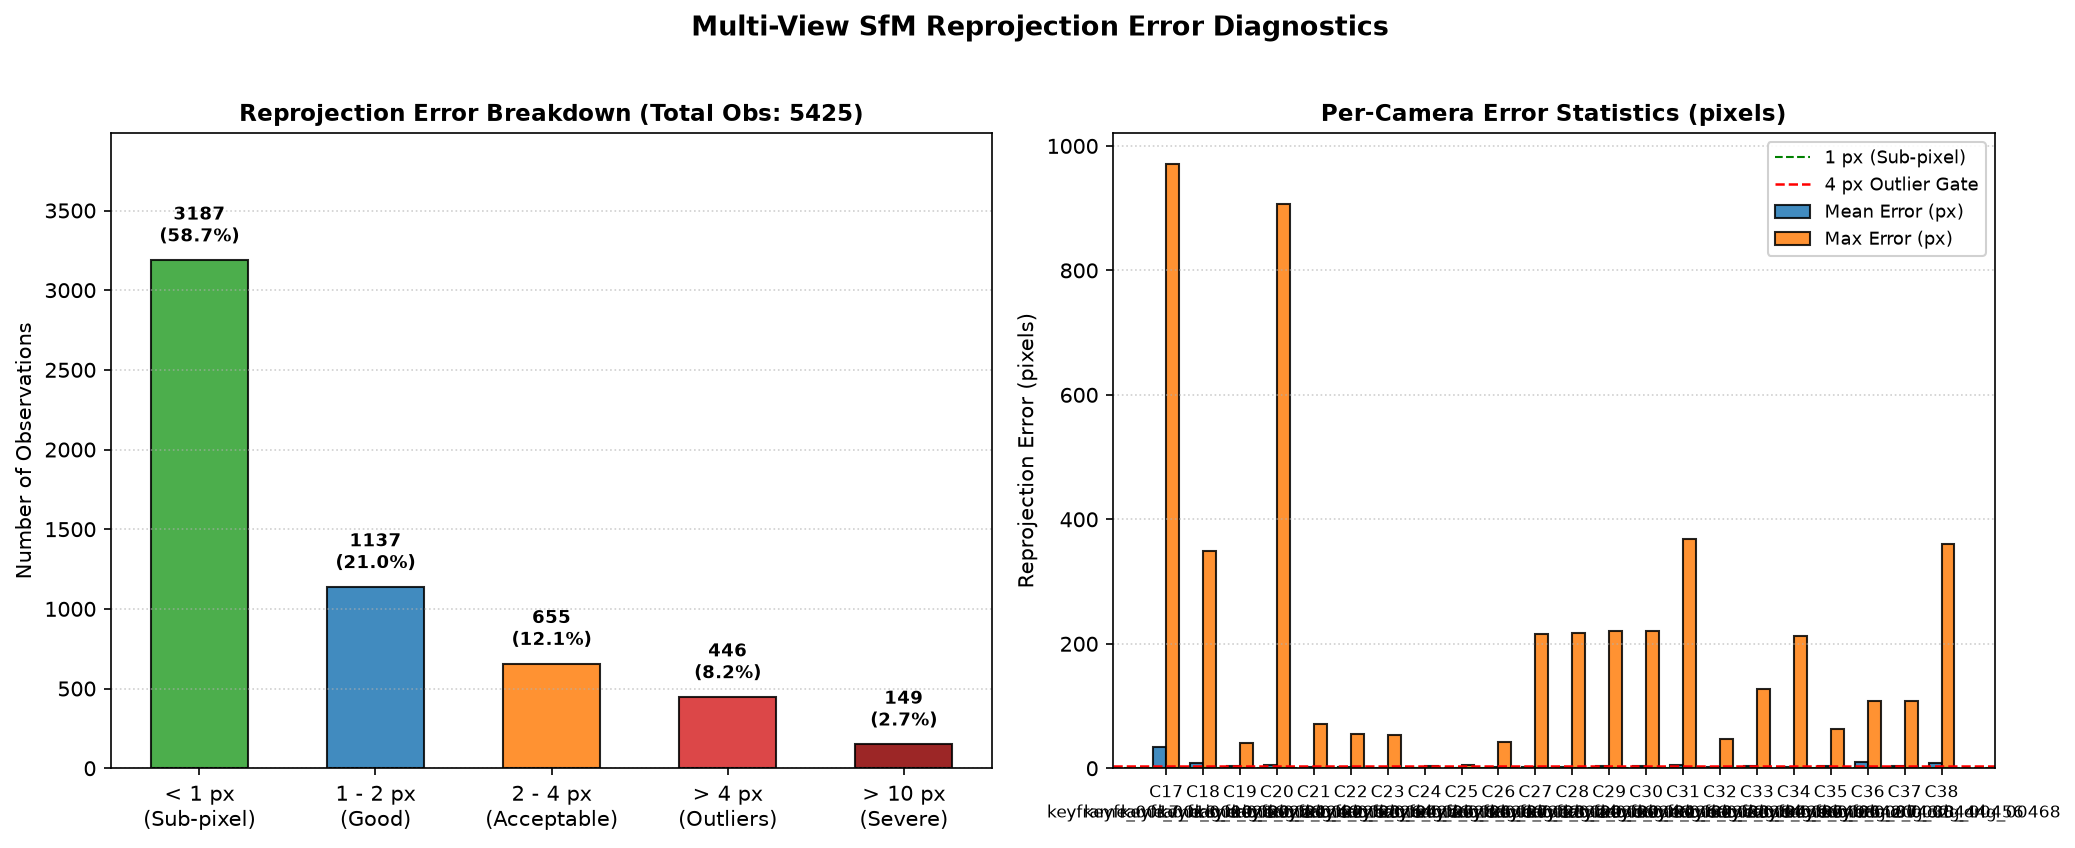 Multi-View SfM Reprojection Error Diagnostics
Reprojection Error Breakdown (Total Obs: 5425)
Number of Observations
3500
3000
2500
2000
1500
1000
500
0
3187
(58.7%)
1137
(21.0%)
655
(12.1%)
446
(8.2%)
149
(2.7%)
< 1 px
(Sub-pixel)
1 - 2 px
(Good)
2 - 4 px
(Acceptable)
> 4 px
(Outliers)
> 10 px
(Severe)
Per-Camera Error Statistics (pixels)
Reprojection Error (pixels)
1000
800
600
400
200
0
1 px (Sub-pixel)
4 px Outlier Gate
Mean Error (px)
Max Error (px)
C17 C18 C19 C20 C21 C22 C23 C24 C25 C26 C27 C28 C29 C30 C31 C32 C33 C34 C35 C36 C37 C38